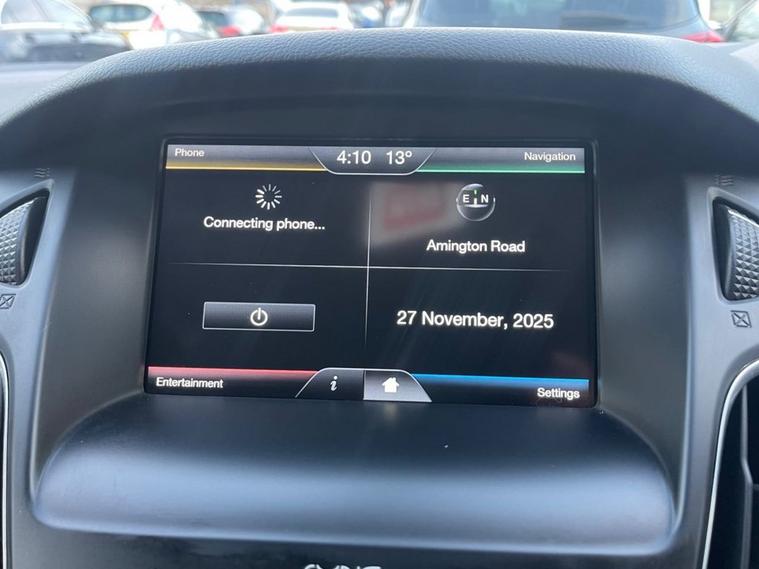 Phone
4:10 13°
Navigation
Connecting phone...
E N
Amington Road
27 November, 2025
Entertainment
i
Settings